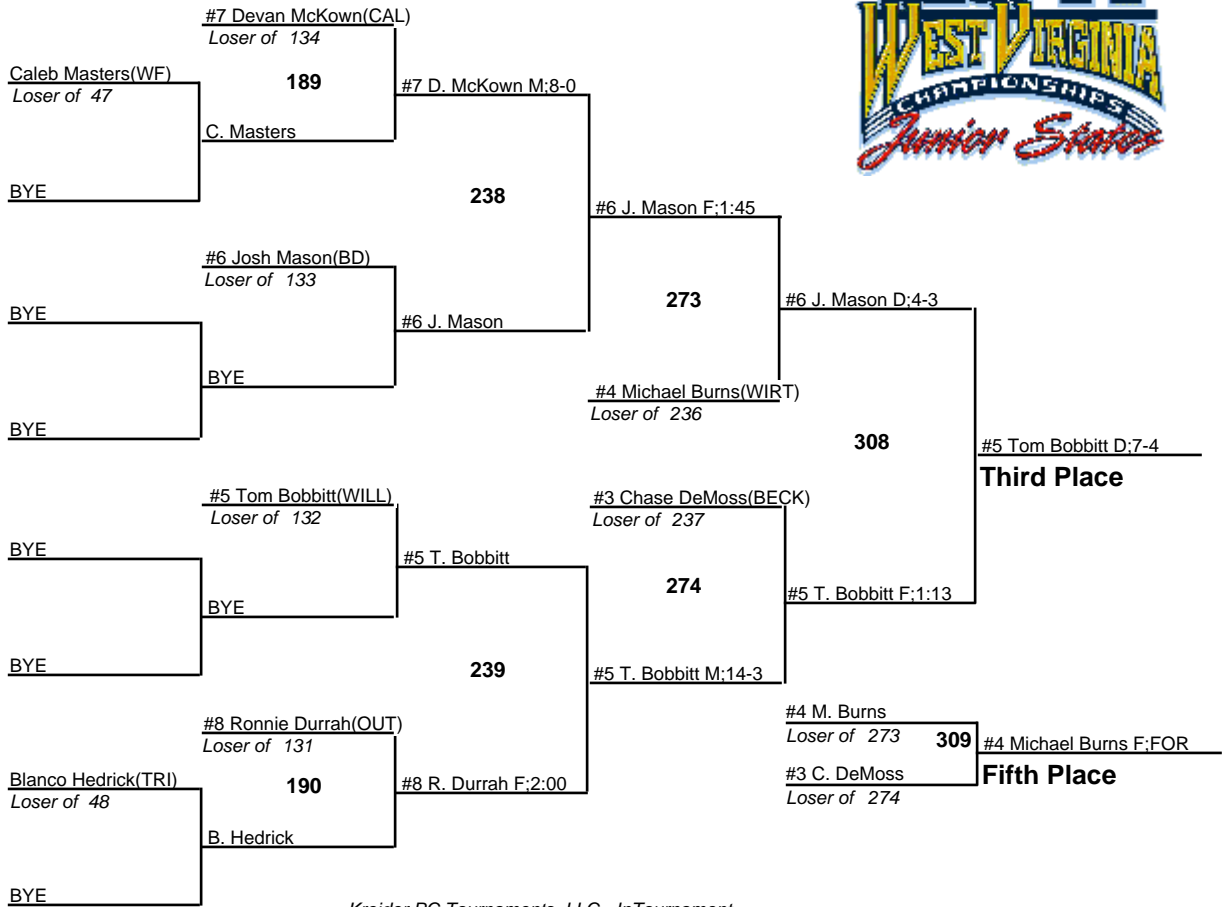 WEST VIRGINIA
CHAMPIONSHIPS
Junior States
#7 Devan McKown(CAL)
Loser of 134
Caleb Masters(WF)
Loser of 47
189
#7 D. McKown M;8-0
C. Masters
BYE
238
#6 J. Mason F;1:45
#6 Josh Mason(BD)
Loser of 133
273
#6 J. Mason D;4-3
BYE
#6 J. Mason
BYE
#4 Michael Burns(WIRT)
Loser of 236
BYE
308
#5 Tom Bobbitt D;7-4
Third Place
#5 Tom Bobbitt(WILL)
Loser of 132
#3 Chase DeMoss(BECK)
Loser of 237
BYE
#5 T. Bobbitt
274
#5 T. Bobbitt F;1:13
BYE
BYE
239
#5 T. Bobbitt M;14-3
#8 Ronnie Durrah(OUT)
Loser of 131
#4 M. Burns
Loser of 273
309
#4 Michael Burns F;FOR
Fifth Place
Blanco Hedrick(TRI)
Loser of 48
190
#8 R. Durrah F;2:00
#3 C. DeMoss
Loser of 274
B. Hedrick
BYE